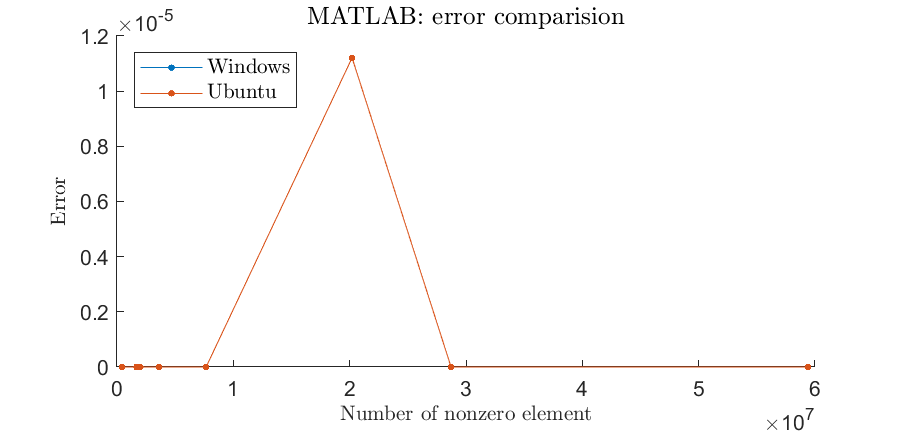 MATLAB: error comparision
×10-5
1.2
1
0.8
0.6
0.4
0.2
0
Error
Windows
Ubuntu
0 1 2 3 4 5 6
Number of nonzero element
×107